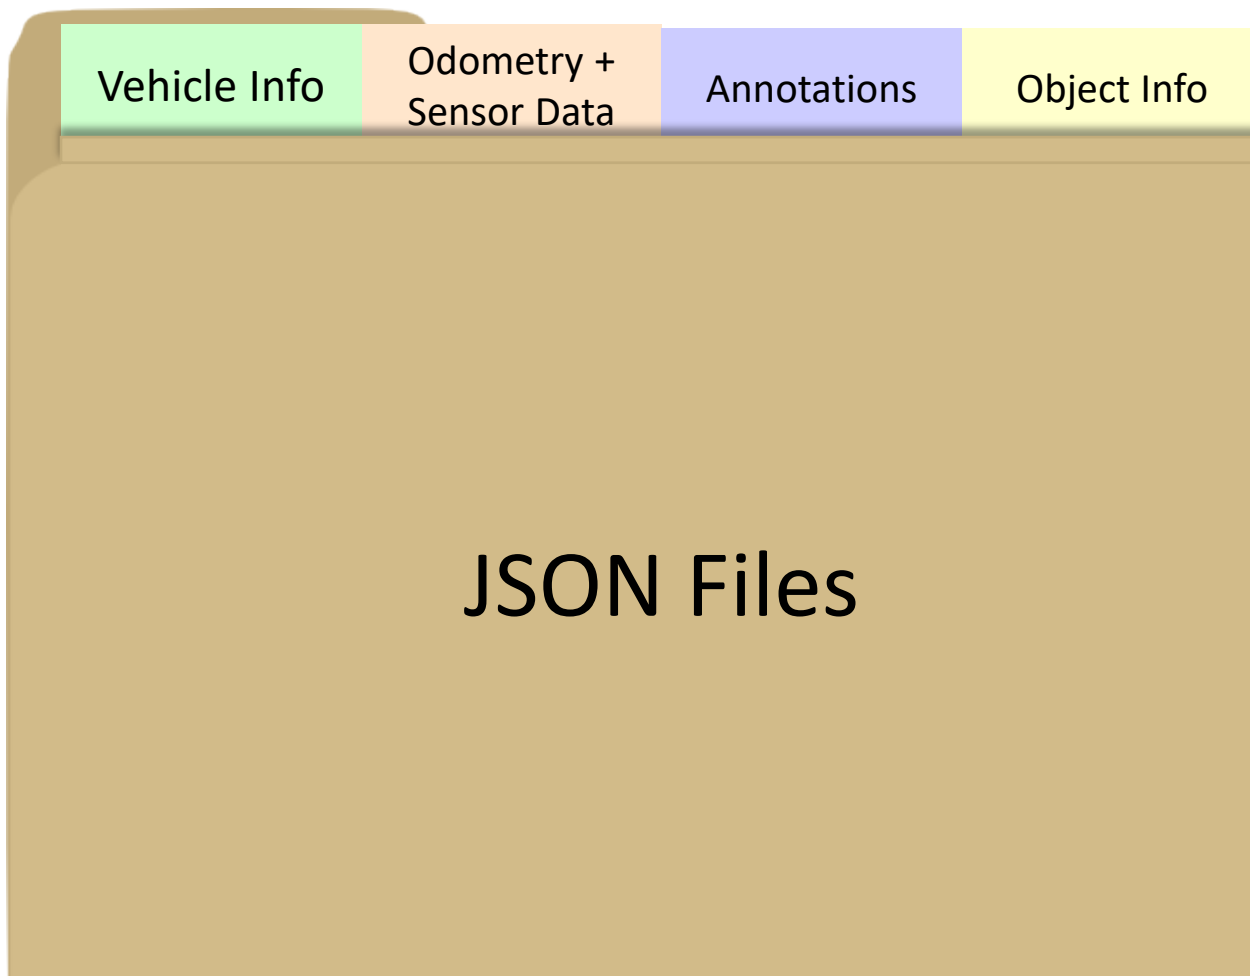 Vehicle Info
Odometry +
Sensor Data
Annotations
Object Info
JSON Files